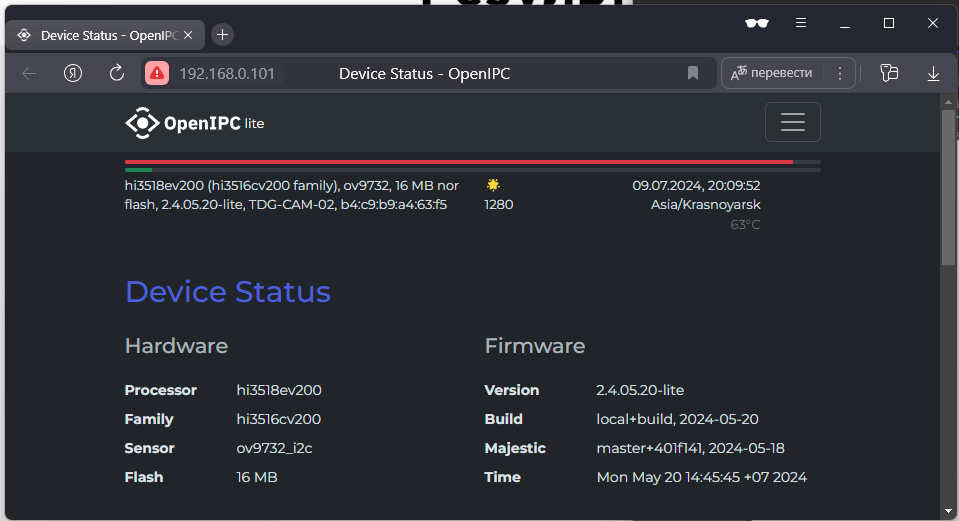 Device Status - OpenIPC
192.168.0.101
Device Status - OpenIPC
перевести
OpenIPC lite
hi3518ev200 (hi3516cv200 family), ov9732, 16 MB nor
flash, 2.4.05.20-lite, TDG-CAM-02, b4:c9:b9:a4:63:f5
1280
09.07.2024, 20:09:52
Asia/Krasnoyarsk
63°C
Device Status
Hardware
Processor hi3518ev200
Family hi3516cv200
Sensor ov9732_i2c
Flash 16 MB
Firmware
Version 2.4.05.20-lite
Build local+build, 2024-05-20
Majestic master+401f141, 2024-05-18
Time Mon May 20 14:45:45 +07 2024